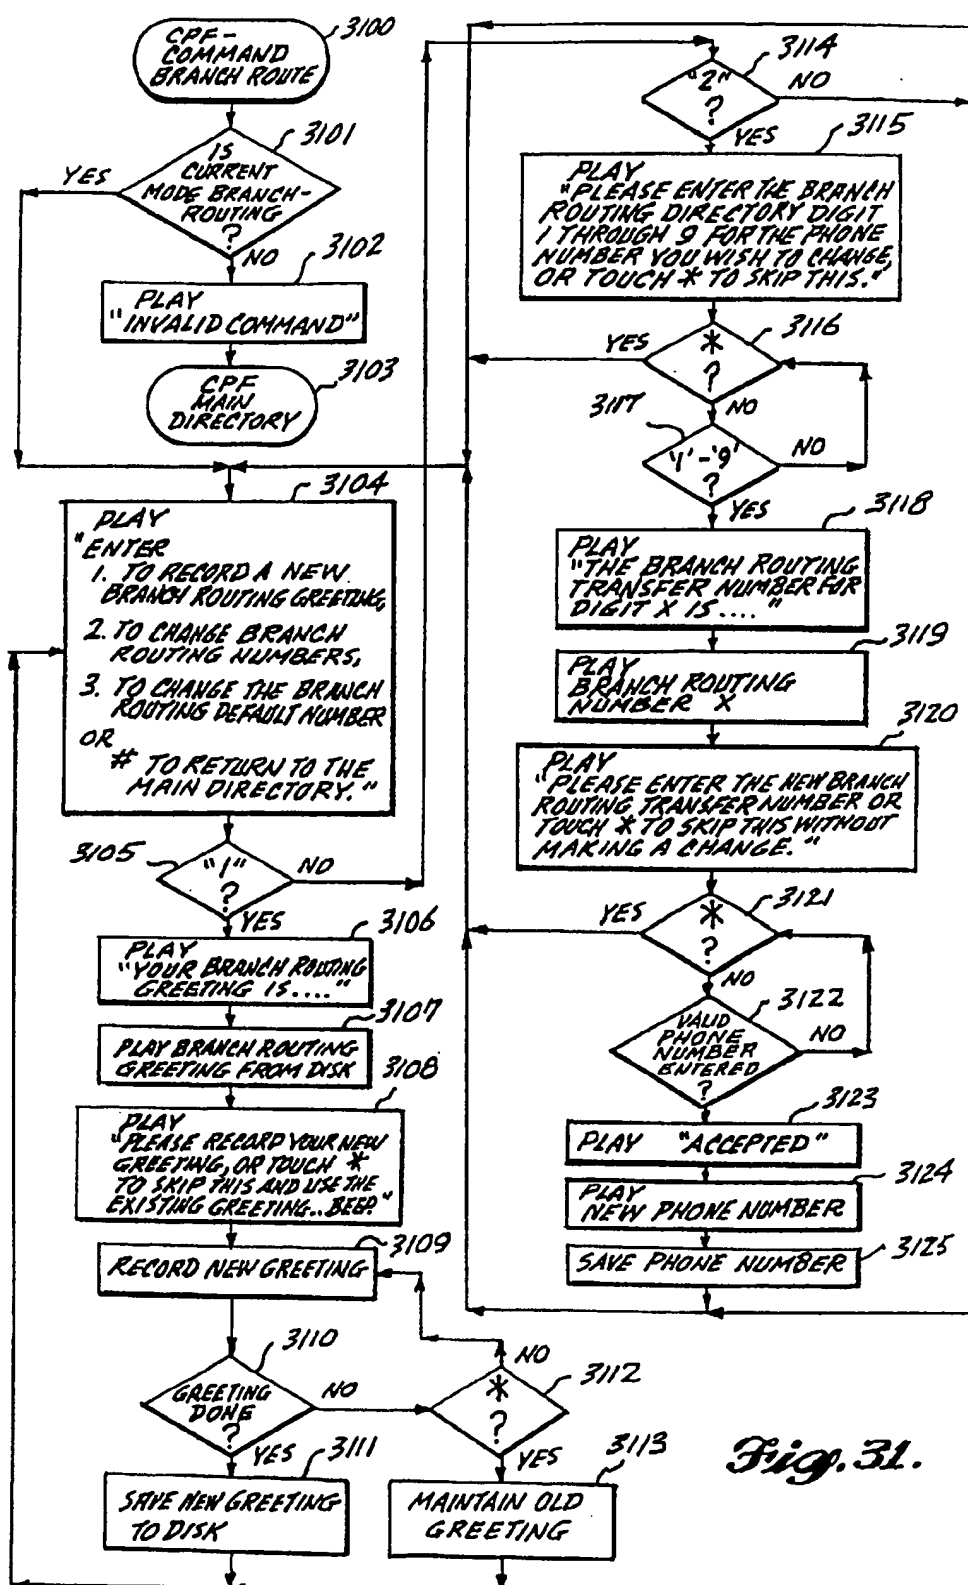 3100
CPF-
COMMAND
BRANCH ROUTE
3101
IS
CURRENT
MODE BRANCH-
ROUTING
?
YES
NO
3102
PLAY
"INVALID COMMAND"
3103
CPF
MAIN
DIRECTORY
3104
PLAY
"ENTER
1. TO RECORD A NEW
BRANCH ROUTING GREETING,
2. TO CHANGE BRANCH
ROUTING NUMBERS,
3. TO CHANGE THE BRANCH
ROUTING DEFAULT NUMBER
OR
# TO RETURN TO THE
MAIN DIRECTORY."
3105
"1"
?
NO
YES
3106
PLAY
"YOUR BRANCH ROUTING
GREETING IS...."
3107
PLAY BRANCH ROUTING
GREETING FROM DISK
3108
PLAY
"PLEASE RECORD YOUR NEW
GREETING, OR TOUCH *
TO SKIP THIS AND USE THE
EXISTING GREETING...BEEP."
3109
RECORD NEW GREETING
3110
GREETING
DONE
?
NO
YES
3111
SAVE NEW GREETING
TO DISK
3112
*
?
NO
YES
3113
MAINTAIN OLD
GREETING
3114
"2"
?
NO
YES
3115
PLAY
"PLEASE ENTER THE BRANCH
ROUTING DIRECTORY DIGIT
1 THROUGH 9 FOR THE PHONE
NUMBER YOU WISH TO CHANGE,
OR TOUCH * TO SKIP THIS."
3116
*
?
YES
NO
3117
'1'-'9'
?
NO
YES
3118
PLAY
"THE BRANCH ROUTING
TRANSFER NUMBER FOR
DIGIT X IS...."
3119
PLAY
BRANCH ROUTING
NUMBER X
3120
PLAY
"PLEASE ENTER THE NEW BRANCH
ROUTING TRANSFER NUMBER OR
TOUCH * TO SKIP THIS WITHOUT
MAKING A CHANGE."
3121
*
?
YES
NO
3122
VALID
PHONE
NUMBER
ENTERED
?
NO
3123
PLAY "ACCEPTED"
3124
PLAY
NEW PHONE NUMBER
3125
SAVE PHONE NUMBER
Fig. 31.